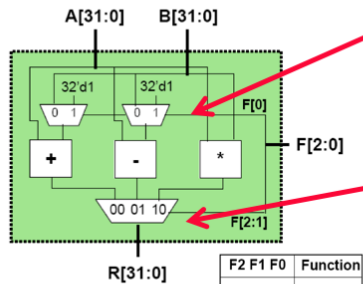 A[31:0] B[31:0]
32'd1 32'd1
0 1 0 1 F[0]
+ - * F[2:0]
00 01 10 F[2:1]
R[31:0]
F2 F1 F0 Function